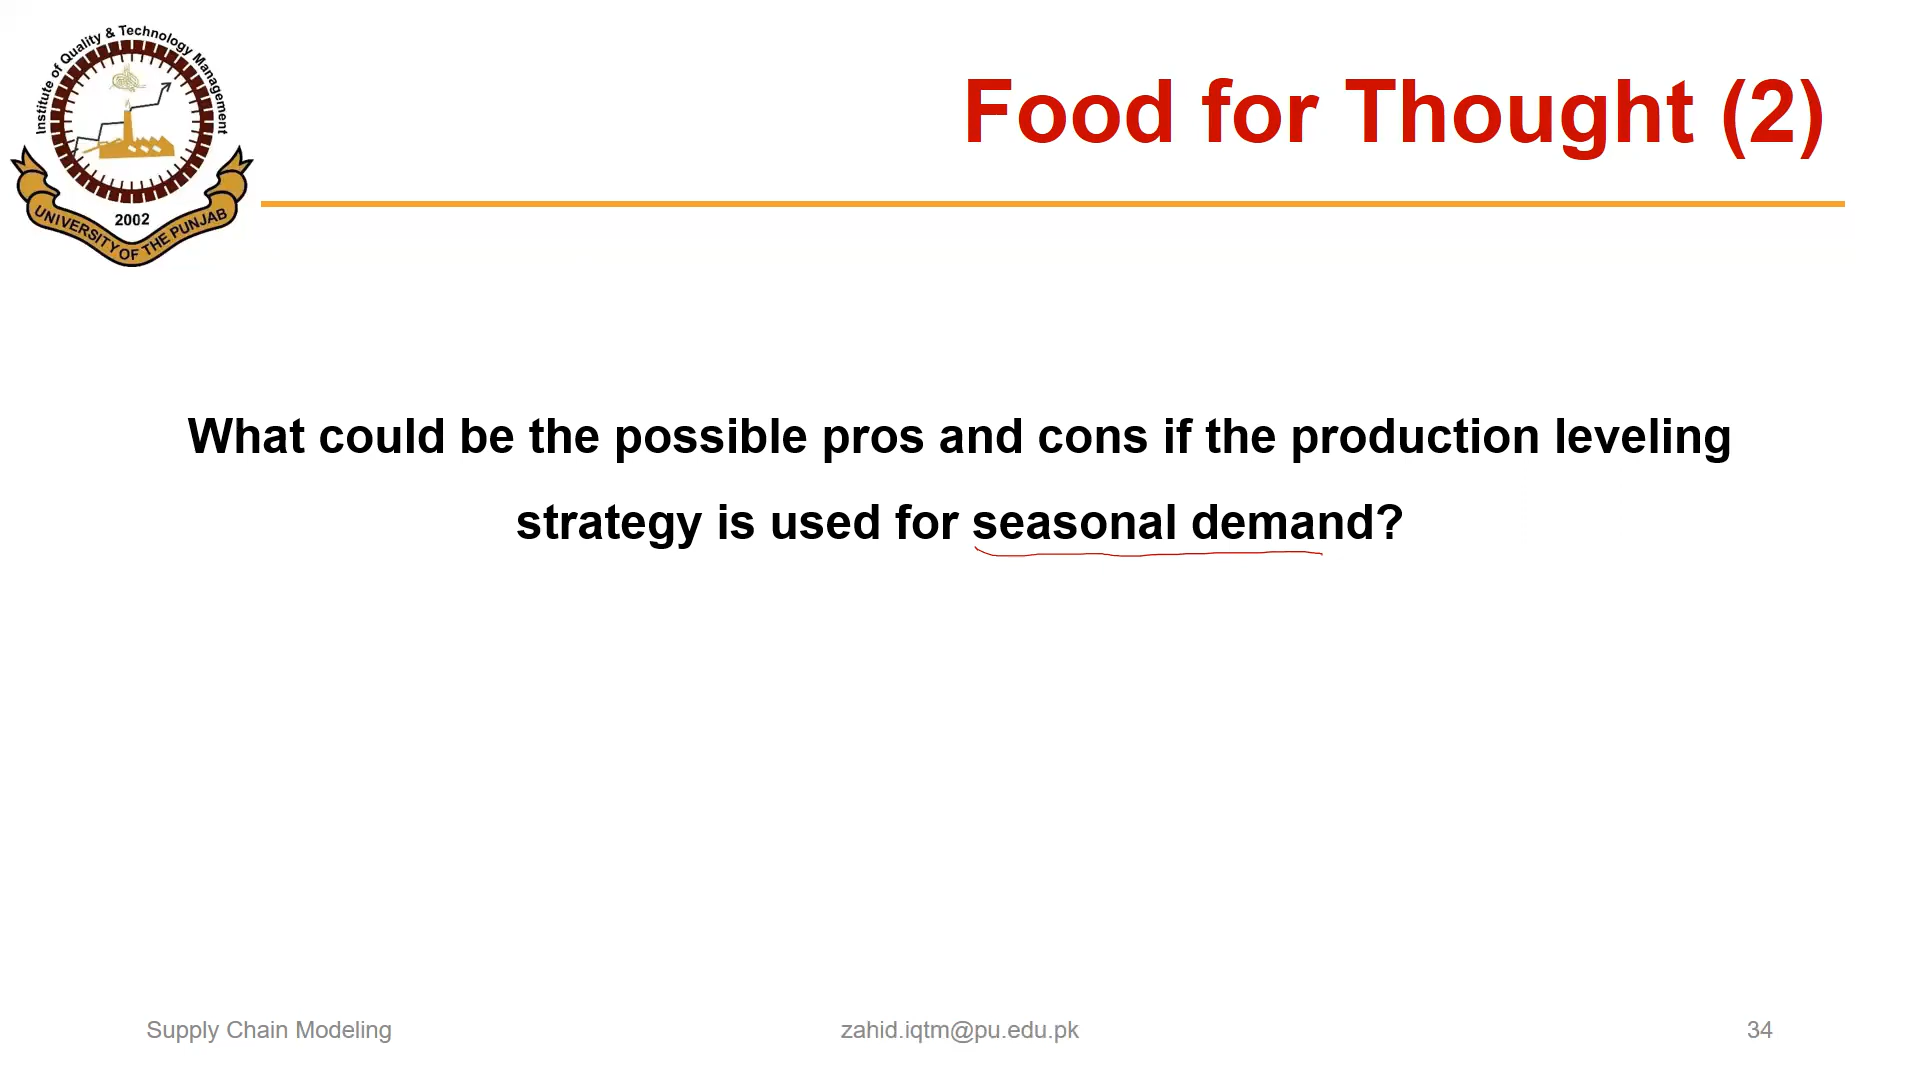 Institute of Quality & Technology Management
2002
UNIVERSITY OF THE PUNJAB
Food for Thought (2)
What could be the possible pros and cons if the production leveling
strategy is used for seasonal demand?
Supply Chain Modeling
zahid.iqtm@pu.edu.pk
34